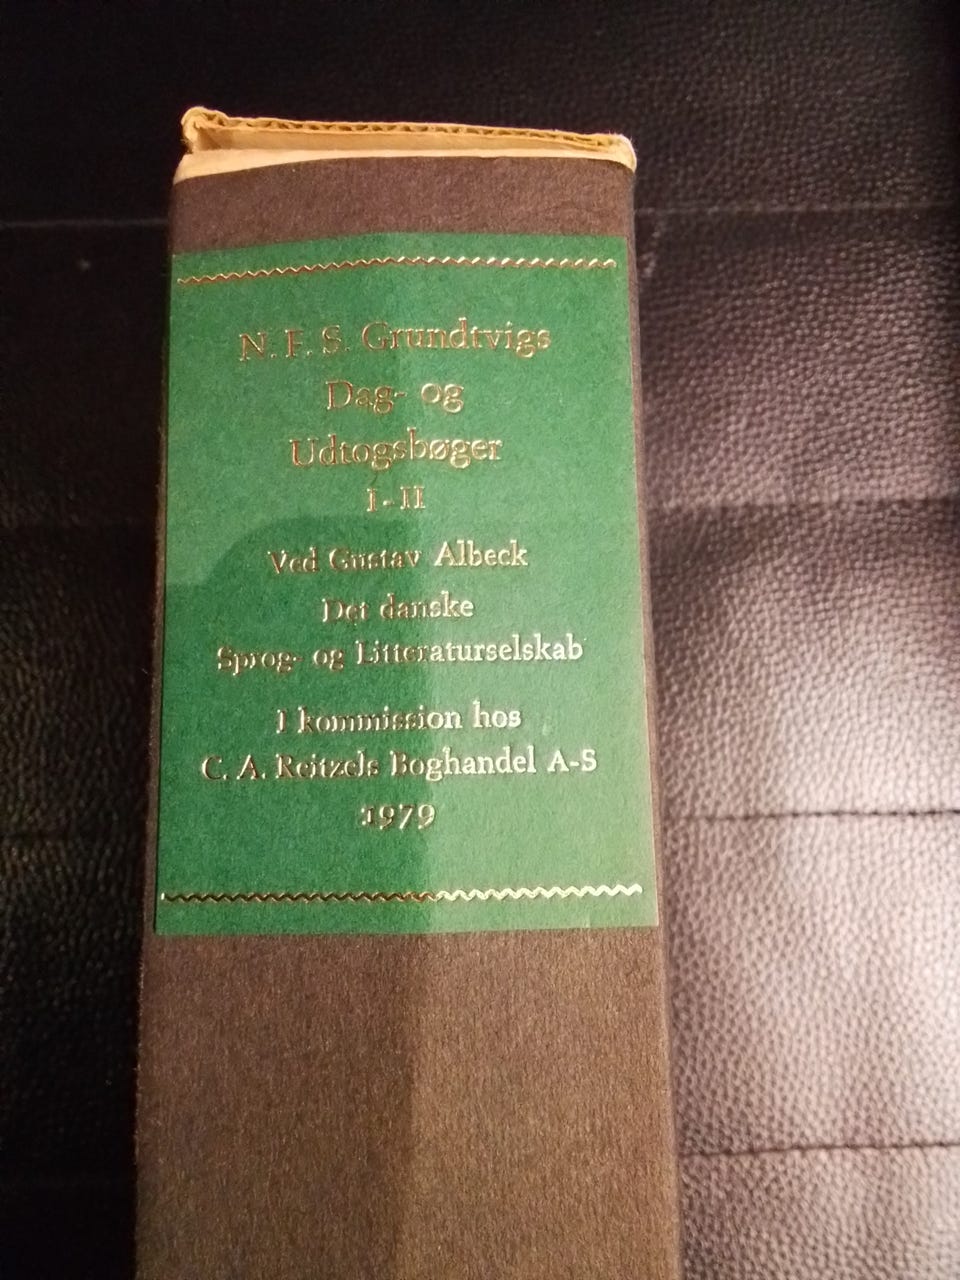 N. F. S. Grundtvigs
Dag- og
Udtogsbøger
I-II
Ved Gustav Albeck
Det danske
Sprog- og Litteraturselskab
I kommission hos
C. A. Reitzels Boghandel A-S
1979